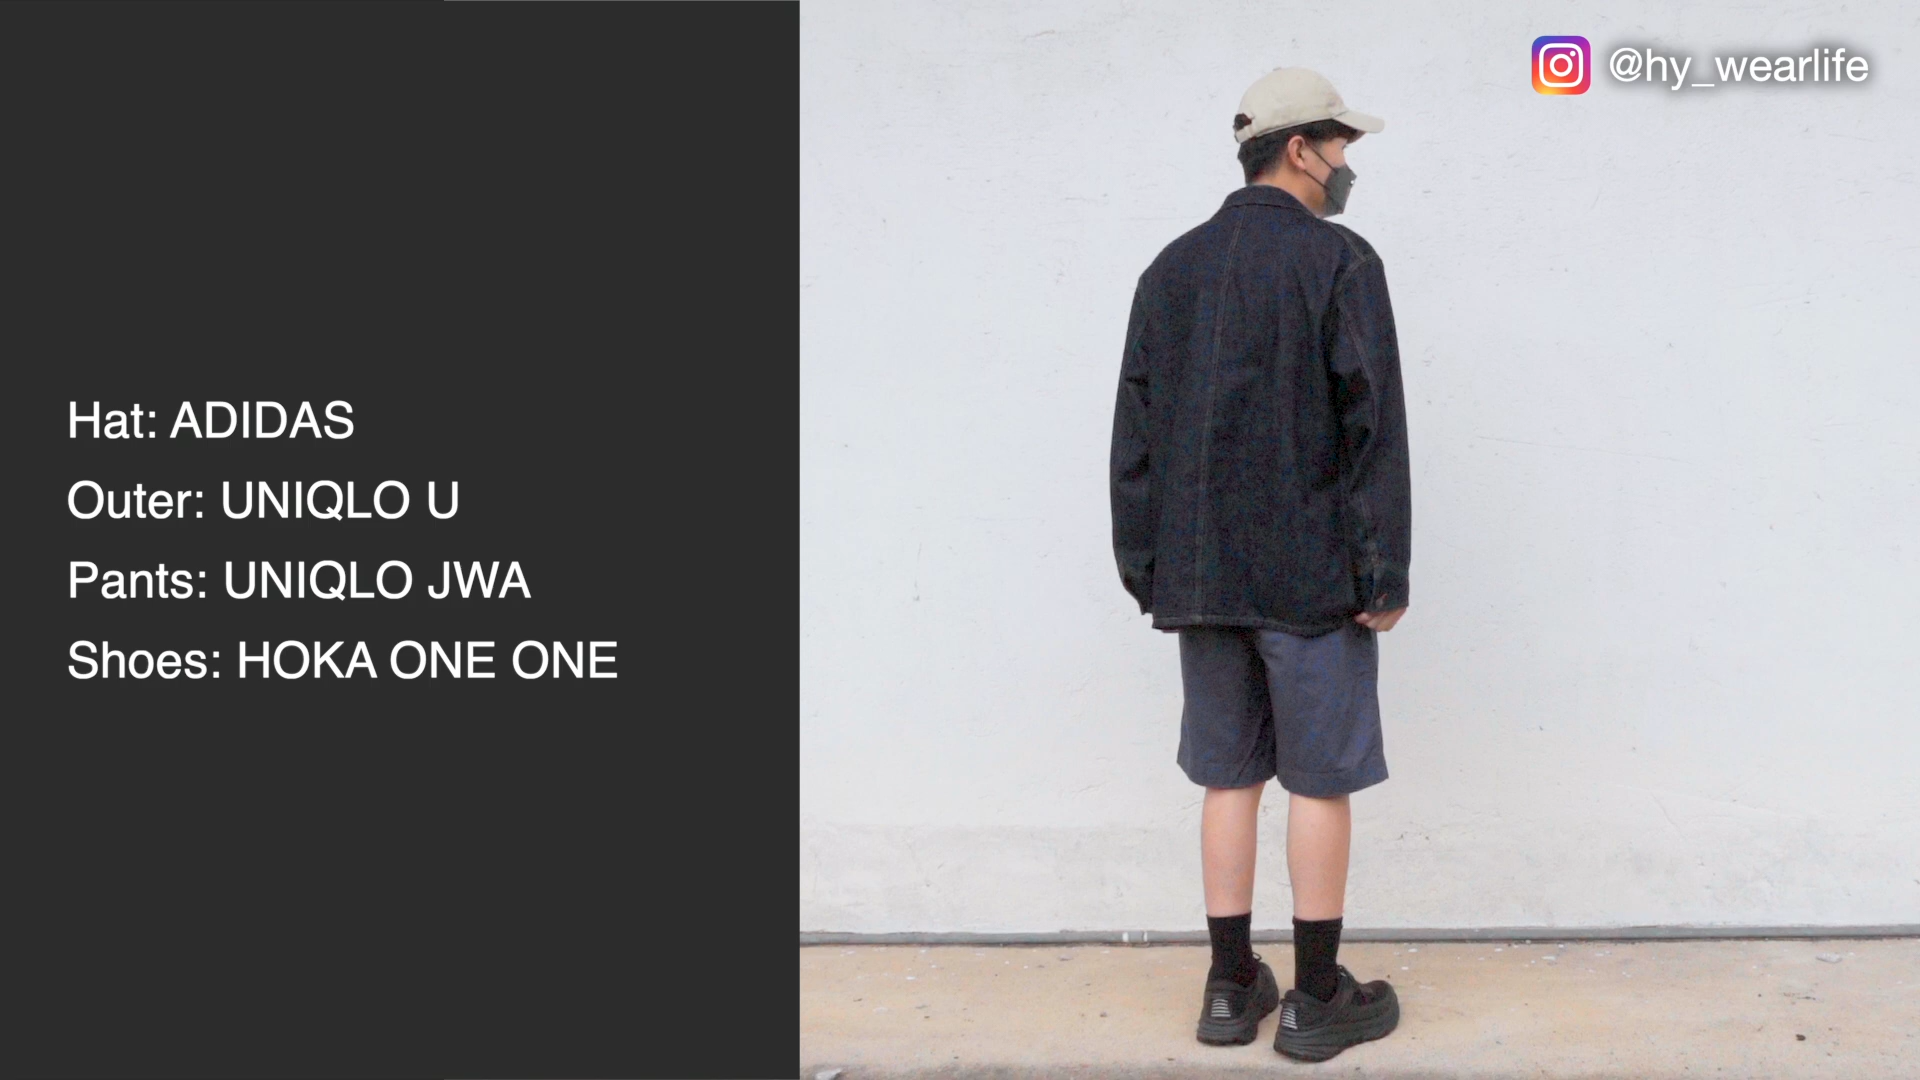 @hy_wearlife
Hat: ADIDAS
Outer: UNIQLO U
Pants: UNIQLO JWA
Shoes: HOKA ONE ONE